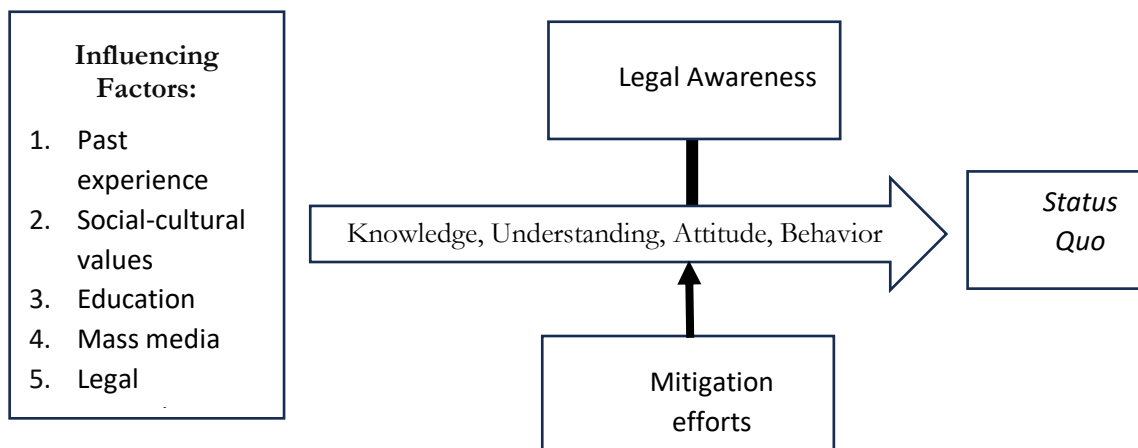 Influencing
Factors:
1. Past
experience
2. Social-cultural
values
3. Education
4. Mass media
5. Legal
Legal Awareness
Knowledge, Understanding, Attitude, Behavior
Status
Quo
Mitigation
efforts